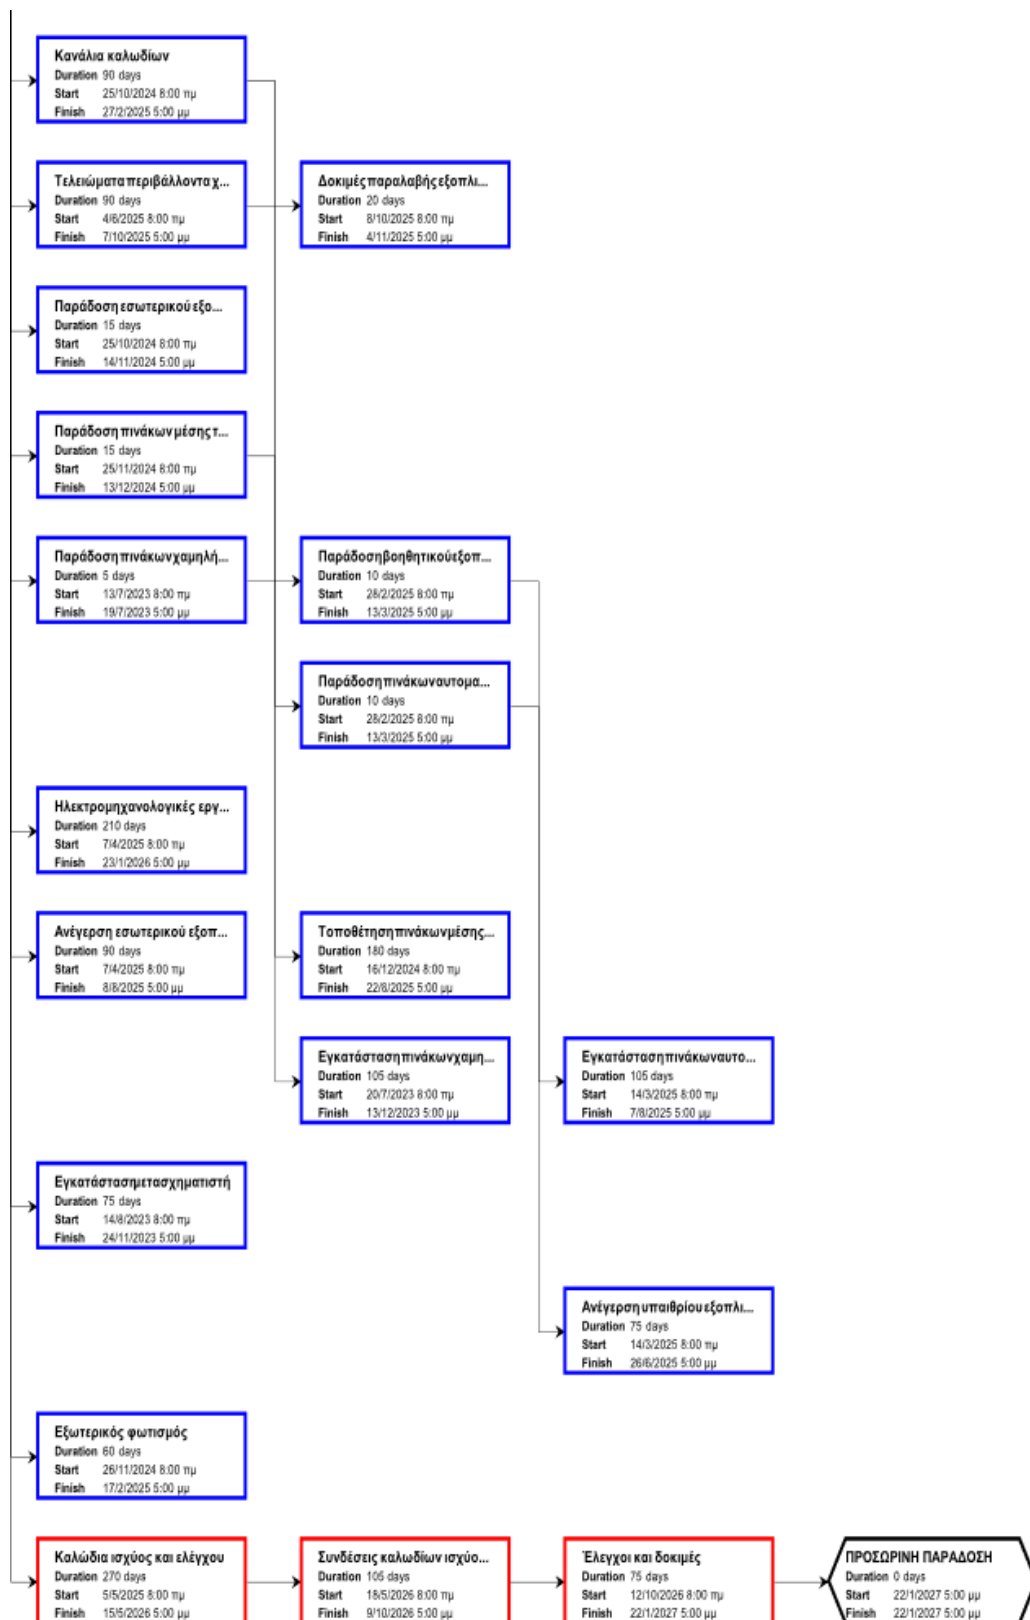 Κανάλια καλωδίων
Duration 90 days
Start 25/10/2024 8:00 πμ
Finish 27/2/2025 5:00 μμ
Τελειώματα περιβάλλοντα χ...
Duration 90 days
Start 4/6/2025 8:00 πμ
Finish 7/10/2025 5:00 μμ
Δοκιμές παραλαβής εξοπλι...
Duration 20 days
Start 8/10/2025 8:00 πμ
Finish 4/11/2025 5:00 μμ
Παράδοση εσωτερικού εξο...
Duration 15 days
Start 25/10/2024 8:00 πμ
Finish 14/11/2024 5:00 μμ
Παράδοση πινάκων μέσης τ...
Duration 15 days
Start 25/11/2024 8:00 πμ
Finish 13/12/2024 5:00 μμ
Παράδοση πινάκων χαμηλή...
Duration 5 days
Start 13/7/2023 8:00 πμ
Finish 19/7/2023 5:00 μμ
Παράδοση βοηθητικού εξοπ...
Duration 10 days
Start 28/2/2025 8:00 πμ
Finish 13/3/2025 5:00 μμ
Παράδοση πινάκων αυτομα...
Duration 10 days
Start 28/2/2025 8:00 πμ
Finish 13/3/2025 5:00 μμ
Ηλεκτρομηχανολογικές εργ...
Duration 210 days
Start 7/4/2025 8:00 πμ
Finish 23/1/2026 5:00 μμ
Ανέγερση εσωτερικού εξοπ...
Duration 90 days
Start 7/4/2025 8:00 πμ
Finish 8/8/2025 5:00 μμ
Τοποθέτηση πινάκων μέσης...
Duration 180 days
Start 16/12/2024 8:00 πμ
Finish 22/8/2025 5:00 μμ
Εγκατάσταση πινάκων χαμη...
Duration 105 days
Start 20/7/2023 8:00 πμ
Finish 13/12/2023 5:00 μμ
Εγκατάσταση πινάκων αυτο...
Duration 105 days
Start 14/3/2025 8:00 πμ
Finish 7/8/2025 5:00 μμ
Εγκατάσταση μετασχηματιστή
Duration 75 days
Start 14/8/2023 8:00 πμ
Finish 24/11/2023 5:00 μμ
Ανέγερση υπαιθρίου εξοπλι...
Duration 75 days
Start 14/3/2025 8:00 πμ
Finish 26/6/2025 5:00 μμ
Εξωτερικός φωτισμός
Duration 60 days
Start 26/11/2024 8:00 πμ
Finish 17/2/2025 5:00 μμ
Καλώδια ισχύος και ελέγχου
Duration 270 days
Start 5/5/2025 8:00 πμ
Finish 15/5/2026 5:00 μμ
Συνδέσεις καλωδίων ισχύο...
Duration 105 days
Start 18/5/2026 8:00 πμ
Finish 9/10/2026 5:00 μμ
Έλεγχοι και δοκιμές
Duration 75 days
Start 12/10/2026 8:00 πμ
Finish 22/1/2027 5:00 μμ
ΠΡΟΣΩΡΙΝΗ ΠΑΡΑΔΟΣΗ
Duration 0 days
Start 22/1/2027 5:00 μμ
Finish 22/1/2027 5:00 μμ